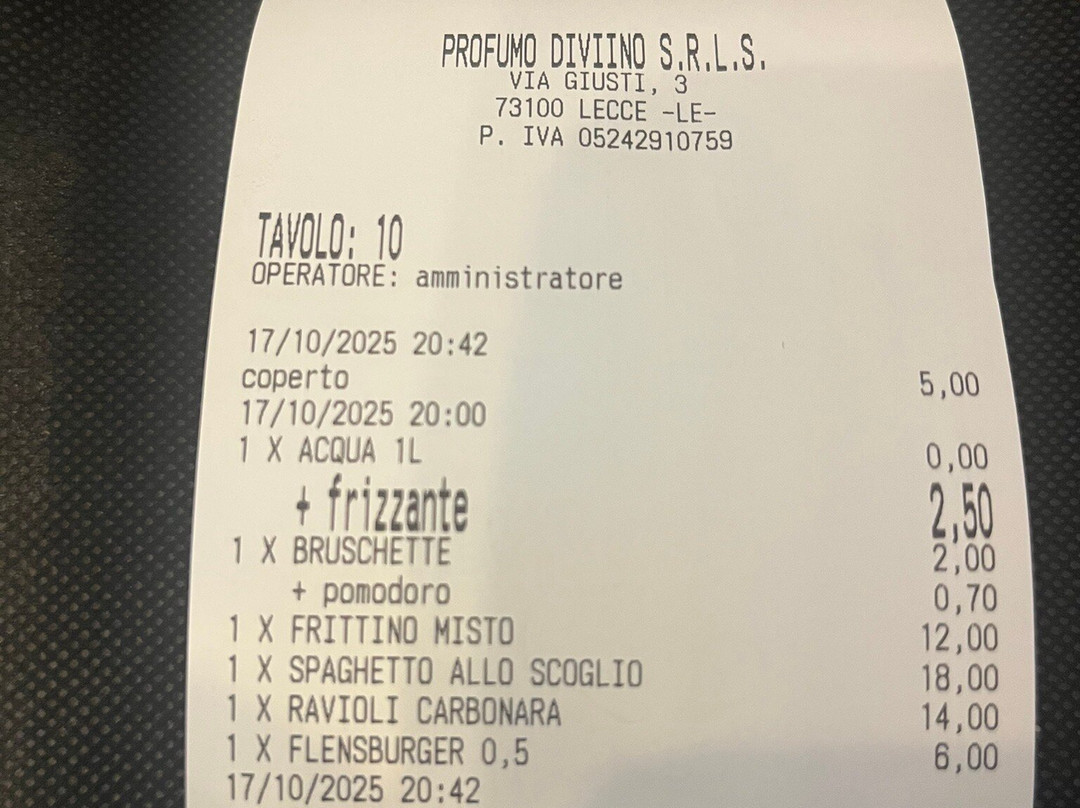 PROFUMO DIVIINO S.R.L.S.
VIA GIUSTI, 3
73100 LECCE -LE-
P. IVA 05242910759
TAVOLO: 10
OPERATORE: amministratore
17/10/2025 20:42
coperto 5,00
17/10/2025 20:00
1 X ACQUA 1L 0,00
+ frizzante 2,50
1 X BRUSCHETTE 2,00
+ pomodoro 0,70
1 X FRITTINO MISTO 12,00
1 X SPAGHETTO ALLO SCOGLIO 18,00
1 X RAVIOLI CARBONARA 14,00
1 X FLENSBURGER 0,5 6,00
17/10/2025 20:42